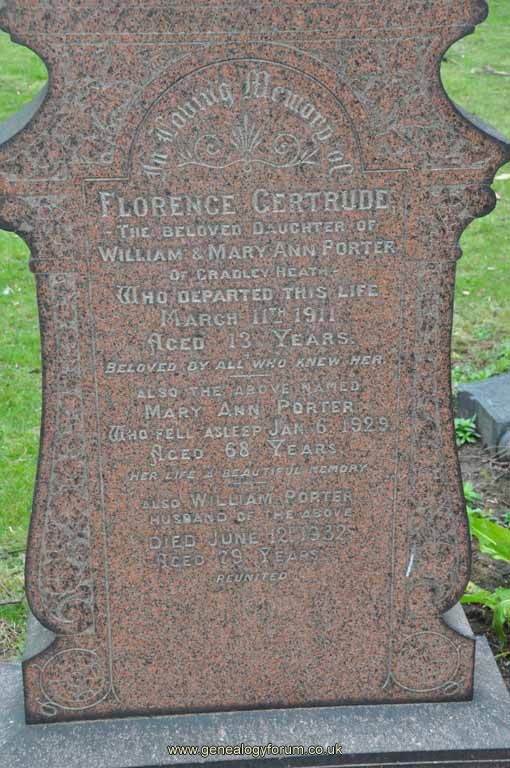 In Loving Memory of
FLORENCE GERTRUDE,
- THE BELOVED DAUGHTER OF -
WILLIAM & MARY ANN PORTER
OF CRADLEY HEATH -
WHO DEPARTED THIS LIFE
MARCH 11TH 1911
AGED 13 YEARS.
BELOVED BY ALL WHO KNEW HER
ALSO THE ABOVE NAMED
MARY ANN PORTER
WHO FELL ASLEEP JAN. 6, 1929.
AGED 68 YEARS
HER LIFE A BEAUTIFUL MEMORY
ALSO WILLIAM PORTER
HUSBAND OF THE ABOVE
DIED JUNE 12, 1932
AGED 79 YEARS
REUNITED
www.genealogyforum.co.uk